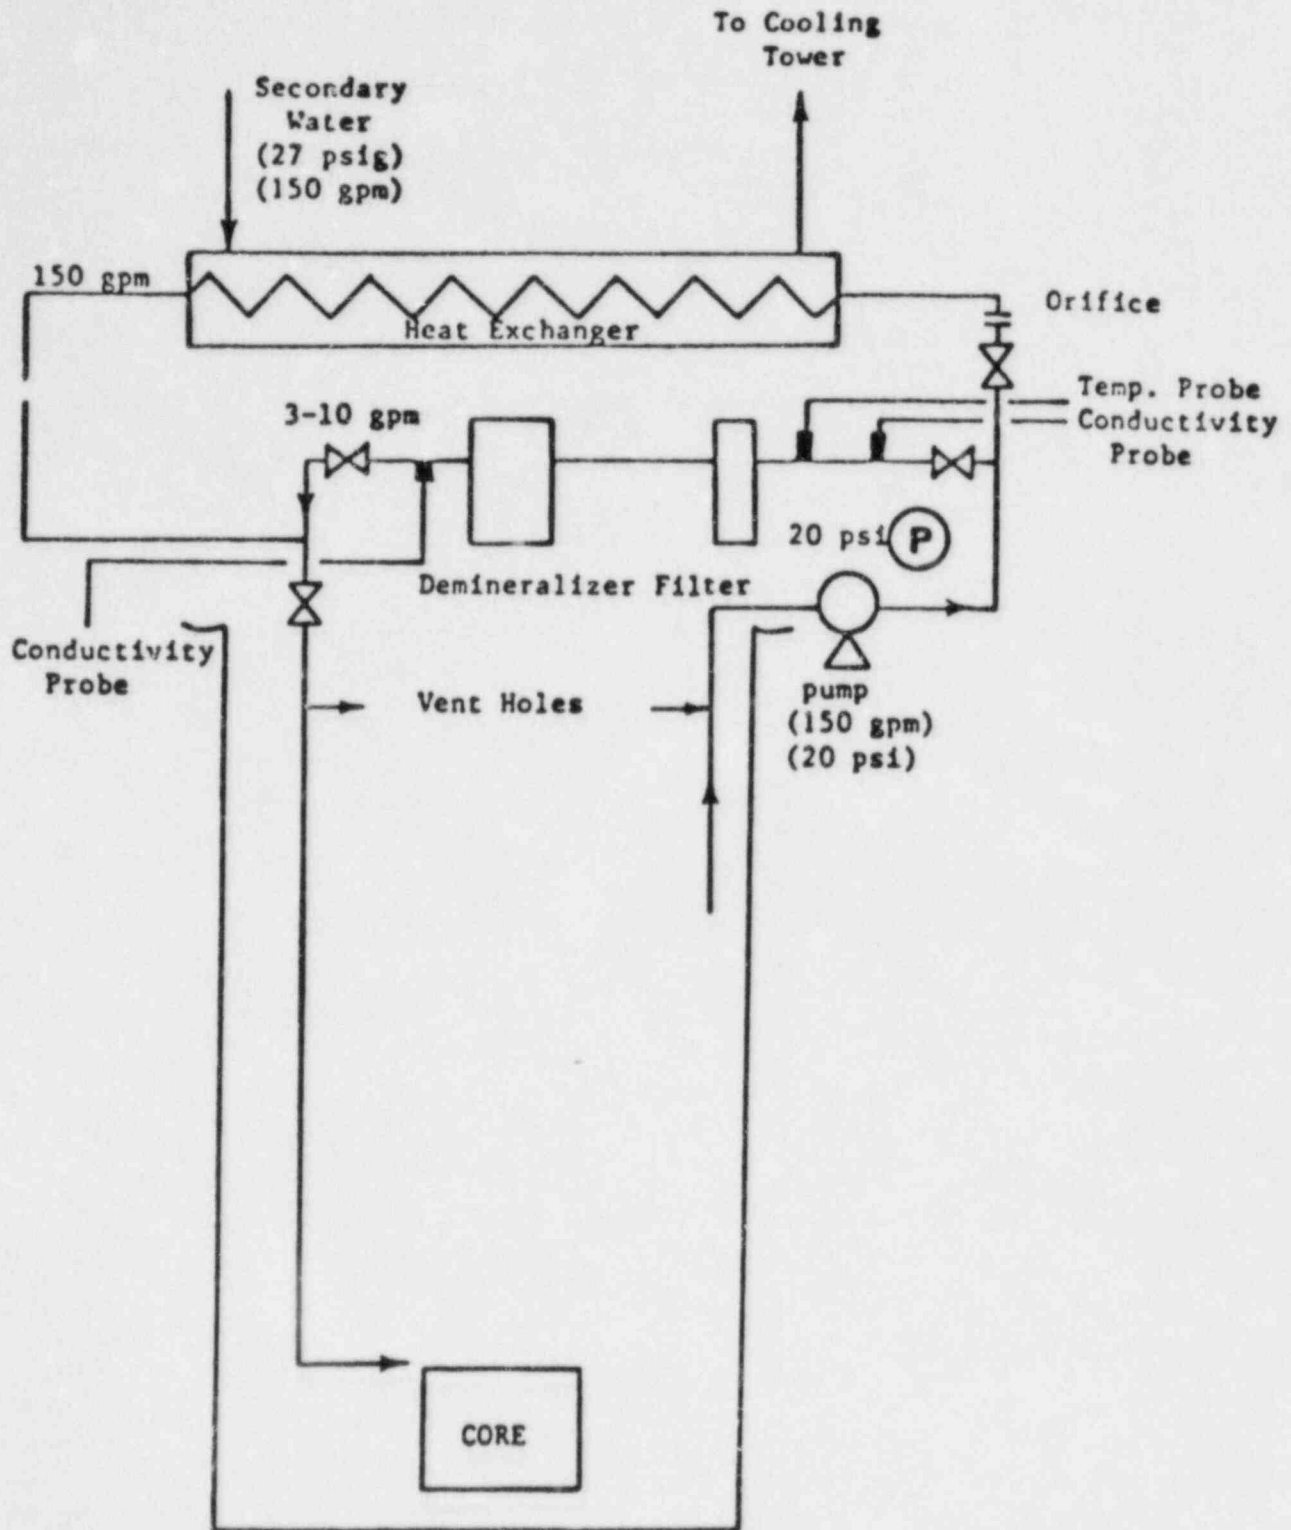 To Cooling
Tower
Secondary
Water
(27 psig)
(150 gpm)
150 gpm
Heat Exchanger
Orifice
Temp. Probe
Conductivity
Probe
3-10 gpm
20 psi
P
Demineralizer Filter
Conductivity
Probe
Vent Holes
pump
(150 gpm)
(20 psi)
CORE